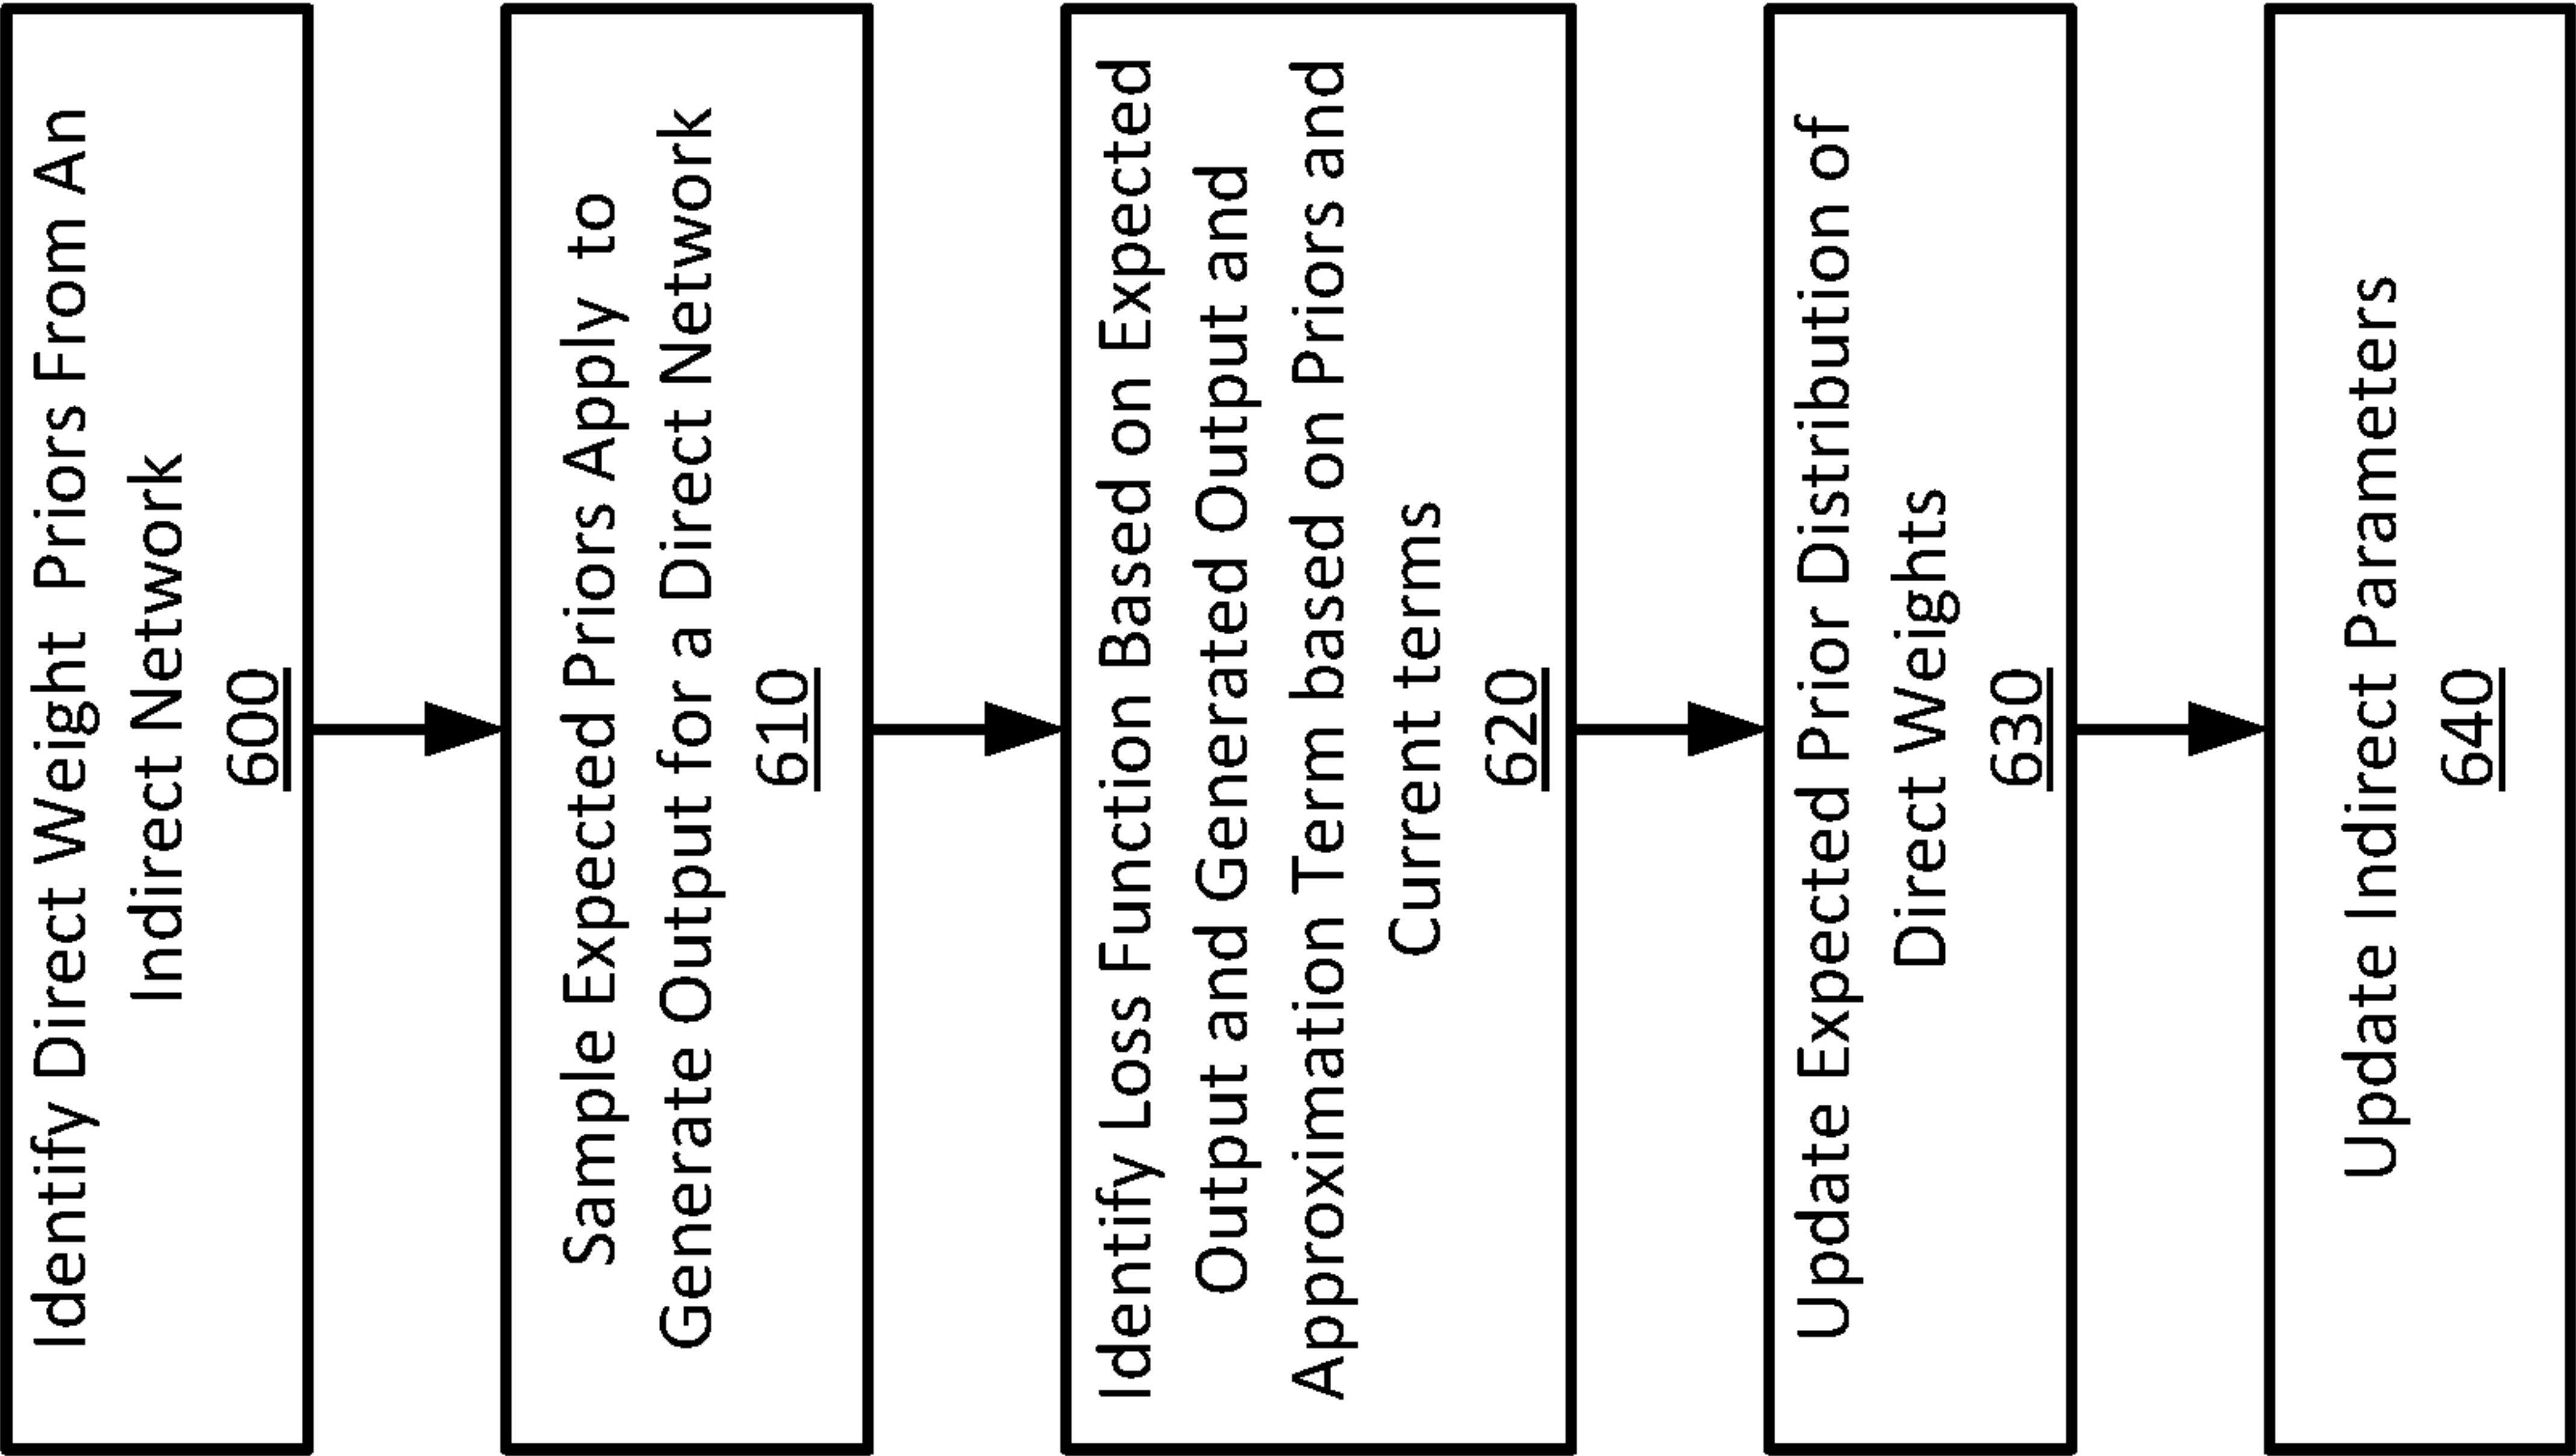 Identify Direct Weight Priors From An
Indirect Network
600
Sample Expected Priors Apply to
Generate Output for a Direct Network
610
Identify Loss Function Based on Expected
Output and Generated Output and
Approximation Term based on Priors and
Current terms
620
Update Expected Prior Distribution of
Direct Weights
630
Update Indirect Parameters
640